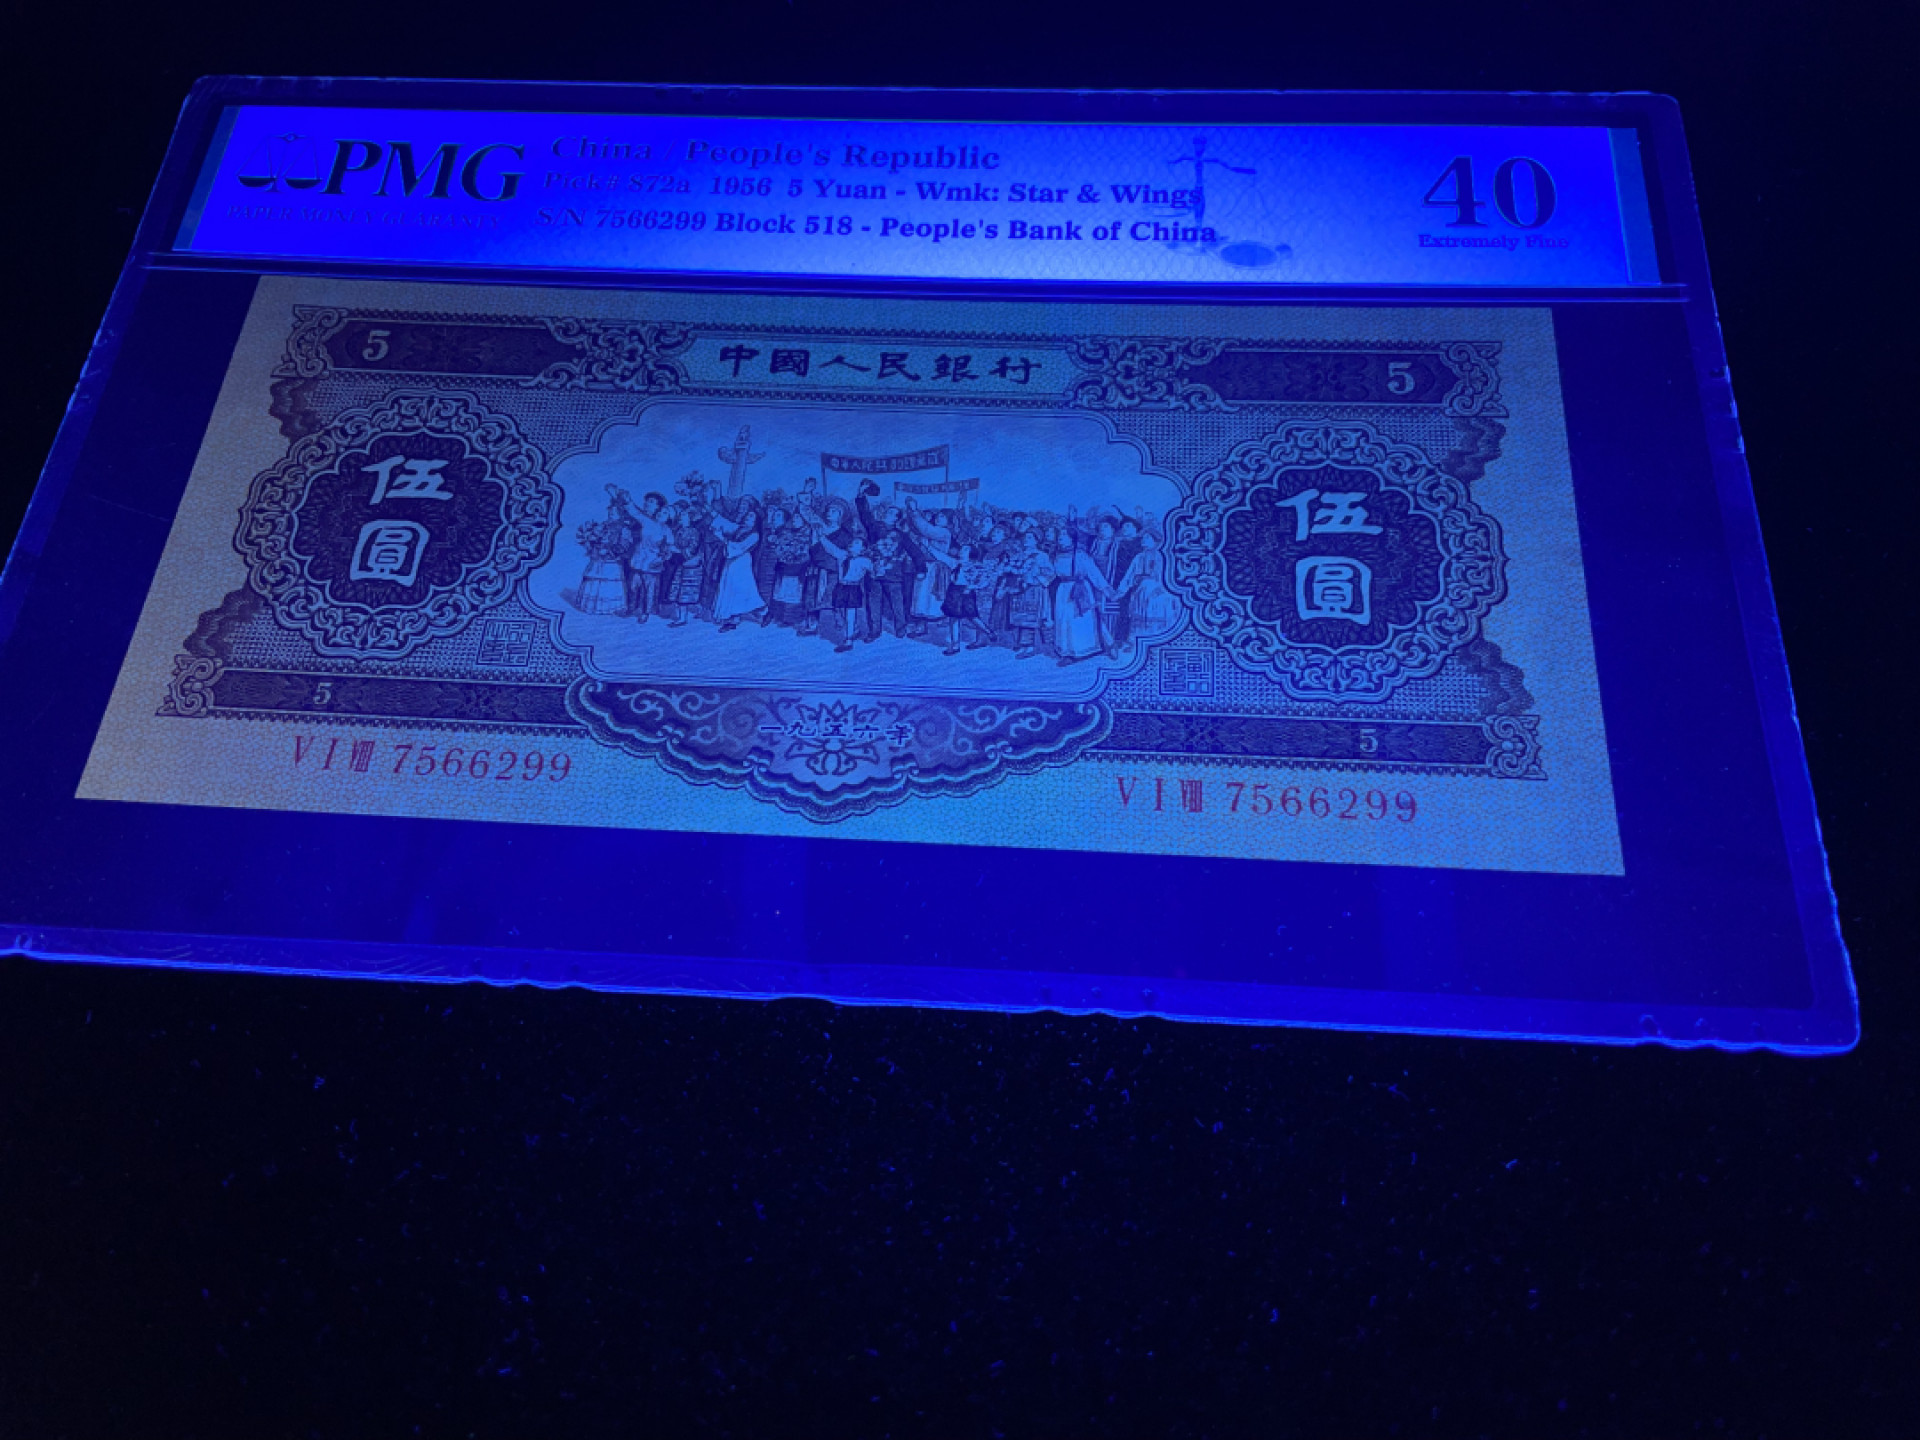 PMG
PAPER MONEY GUARANTY
China / People's Republic
Pick# 872a 1956 5 Yuan - Wmk: Star & Wings
S/N 7566299 Block 518 - People's Bank of China
40
Extremely Fine
5 中國人民銀行 5
伍圓 伍圓
5 5
一九五六年
V I VIII 7566299
V I VIII 7566299